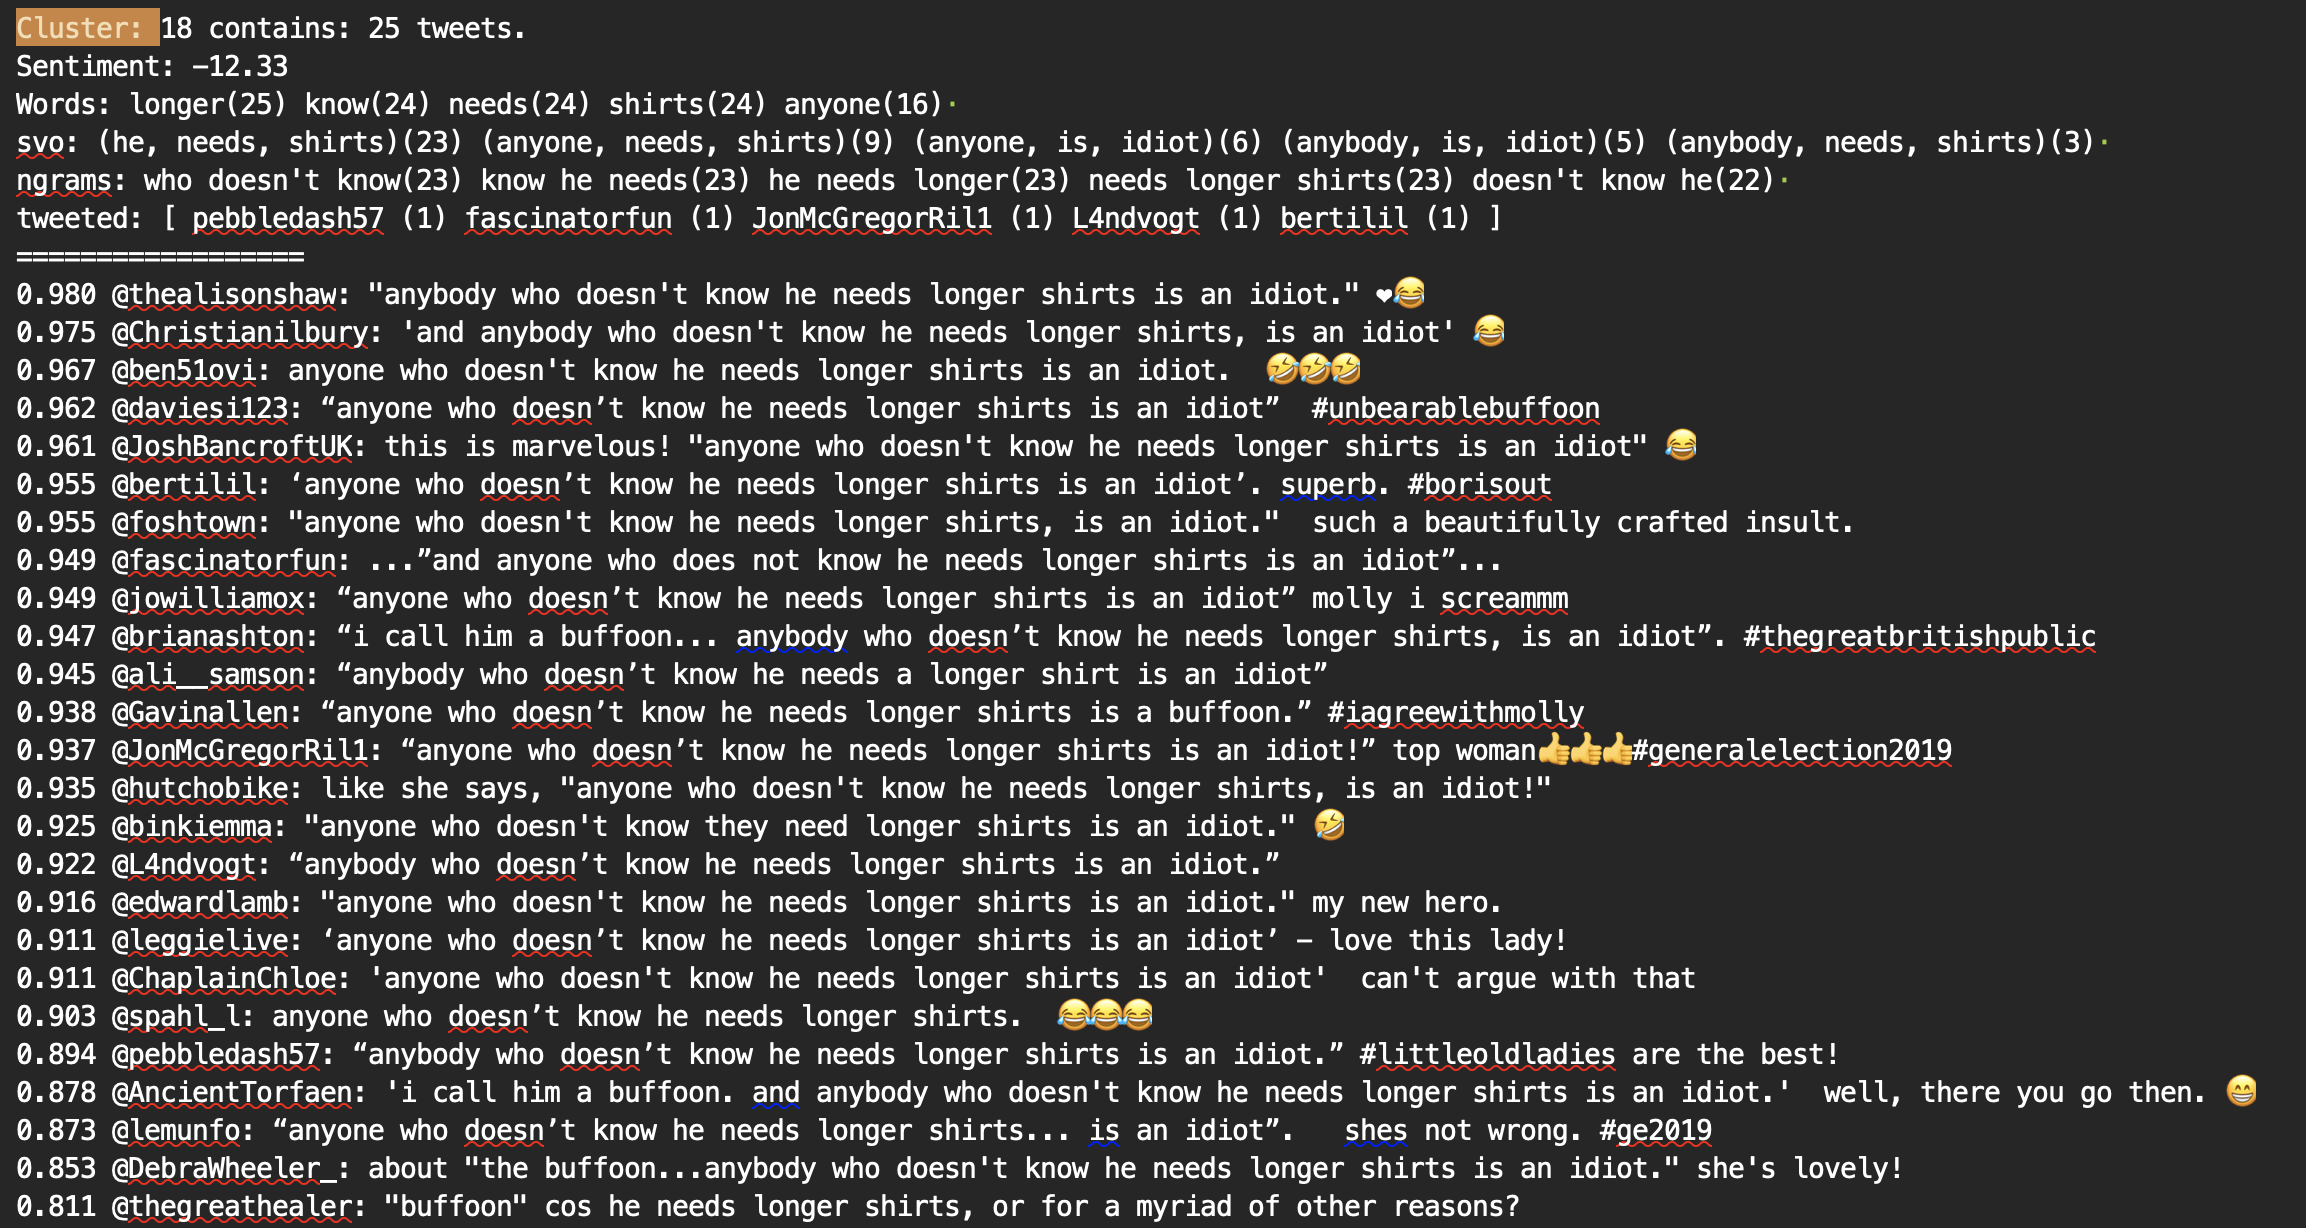 Cluster: 18 contains: 25 tweets.
Sentiment: -12.33
Words: longer(25) know(24) needs(24) shirts(24) anyone(16)·
svo: (he, needs, shirts)(23) (anyone, needs, shirts)(9) (anyone, is, idiot)(6) (anybody, is, idiot)(5) (anybody, needs, shirts)(3)·
ngrams: who doesn't know(23) know he needs(23) he needs longer(23) needs longer shirts(23) doesn't know he(22)·
tweeted: [ pebbledash57 (1) fascinatorfun (1) JonMcGregorRil1 (1) L4ndvogt (1) bertilil (1) ]
==================
0.980 @thealisonshaw: "anybody who doesn't know he needs longer shirts is an idiot." ❤😂
0.975 @Christianilbury: 'and anybody who doesn't know he needs longer shirts, is an idiot' 😂
0.967 @ben51ovi: anyone who doesn't know he needs longer shirts is an idiot.  🤣🤣🤣
0.962 @daviesi123: “anyone who doesn’t know he needs longer shirts is an idiot”  #unbearablebuffoon
0.961 @JoshBancroftUK: this is marvelous! "anyone who doesn't know he needs longer shirts is an idiot" 😂
0.955 @bertilil: ‘anyone who doesn’t know he needs longer shirts is an idiot’. superb. #borisout
0.955 @foshtown: "anyone who doesn't know he needs longer shirts, is an idiot."  such a beautifully crafted insult.
0.949 @fascinatorfun: ...”and anyone who does not know he needs longer shirts is an idiot”...
0.949 @jowilliamox: “anyone who doesn’t know he needs longer shirts is an idiot” molly i screammm
0.947 @brianashton: “i call him a buffoon... anybody who doesn’t know he needs longer shirts, is an idiot”. #thegreatbritishpublic
0.945 @ali__samson: “anybody who doesn’t know he needs a longer shirt is an idiot”
0.938 @Gavinallen: “anyone who doesn’t know he needs longer shirts is a buffoon.” #iagreewithmolly
0.937 @JonMcGregorRil1: “anyone who doesn’t know he needs longer shirts is an idiot!” top woman👍👍👍#generalelection2019
0.935 @hutchobike: like she says, "anyone who doesn't know he needs longer shirts, is an idiot!"
0.925 @binkiemma: "anyone who doesn't know they need longer shirts is an idiot." 🤣
0.922 @L4ndvogt: “anybody who doesn’t know he needs longer shirts is an idiot.”
0.916 @edwardlamb: "anyone who doesn't know he needs longer shirts is an idiot." my new hero.
0.911 @leggielive: ‘anyone who doesn’t know he needs longer shirts is an idiot’ – love this lady!
0.911 @ChaplainChloe: 'anyone who doesn't know he needs longer shirts is an idiot'  can't argue with that
0.903 @spahl_l: anyone who doesn’t know he needs longer shirts.  😂😂😂
0.894 @pebbledash57: “anybody who doesn’t know he needs longer shirts is an idiot.” #littleoldladies are the best!
0.878 @AncientTorfaen: 'i call him a buffoon. and anybody who doesn't know he needs longer shirts is an idiot.'  well, there you go then. 😁
0.873 @lemunfo: “anyone who doesn’t know he needs longer shirts... is an idiot”.   shes not wrong. #ge2019
0.853 @DebraWheeler_: about "the buffoon...anybody who doesn't know he needs longer shirts is an idiot." she's lovely!
0.811 @thegreathealer: "buffoon" cos he needs longer shirts, or for a myriad of other reasons?